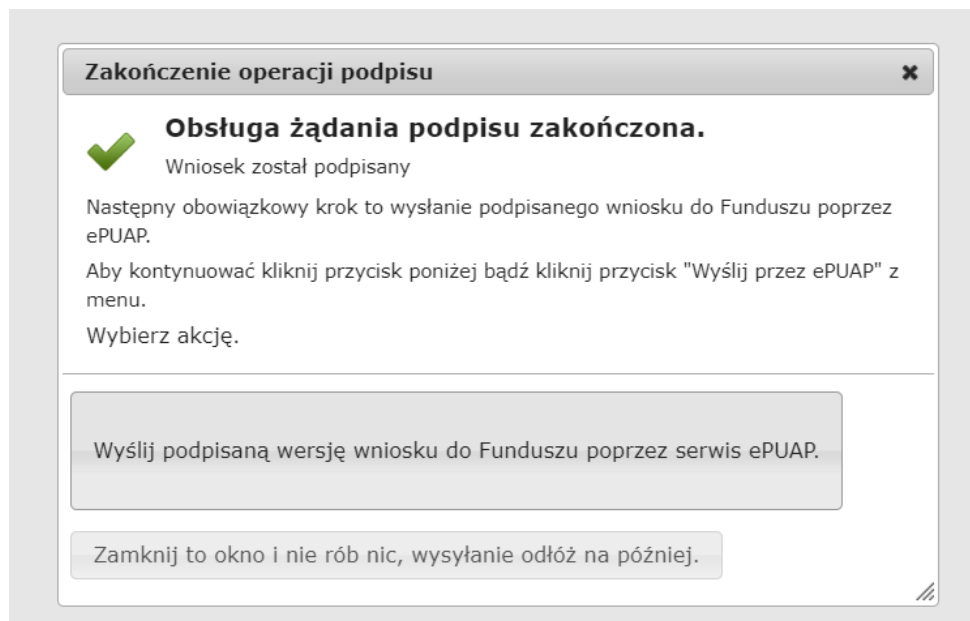 Zakończenie operacji podpisu
Obsługa żądania podpisu zakończona.
Wniosek został podpisany
Następny obowiązkowy krok to wysłanie podpisanego wniosku do Funduszu poprzez
ePUAP.
Aby kontynuować kliknij przycisk poniżej bądź kliknij przycisk "Wyślij przez ePUAP" z
menu.
Wybierz akcję.
Wyślij podpisaną wersję wniosku do Funduszu poprzez serwis ePUAP.
Zamknij to okno i nie rób nic, wysyłanie odłóż na później.